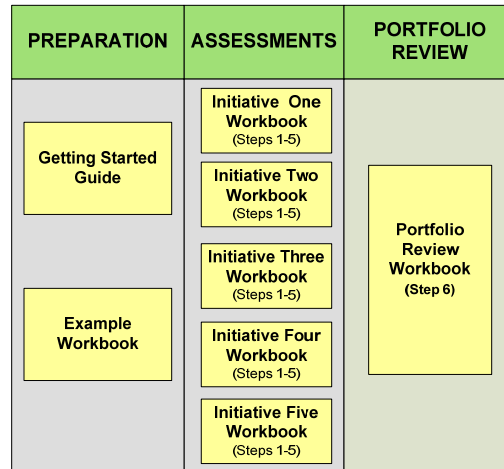 PREPARATION
ASSESSMENTS
PORTFOLIO
REVIEW
Getting Started
Guide
Example
Workbook
Initiative One
Workbook
(Steps 1-5)
Initiative Two
Workbook
(Steps 1-5)
Initiative Three
Workbook
(Steps 1-5)
Initiative Four
Workbook
(Steps 1-5)
Initiative Five
Workbook
(Steps 1-5)
Portfolio
Review
Workbook
(Step 6)